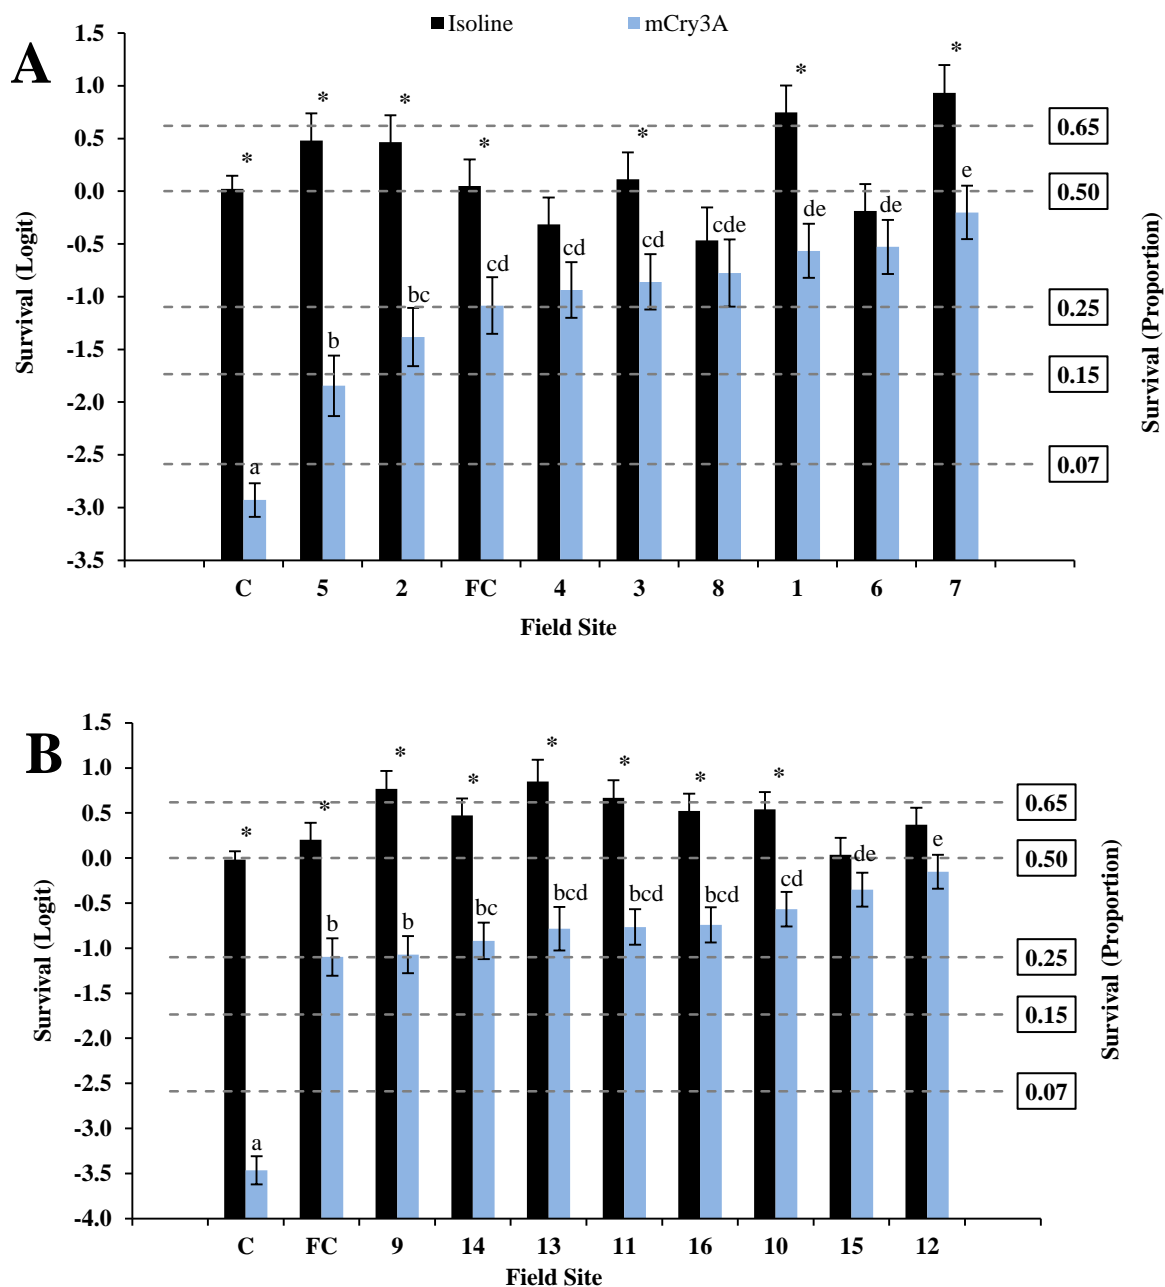 Isoline mCry3A
A
1.5
1.0
0.5
0.0
-0.5
-1.0
-1.5
-2.0
-2.5
-3.0
-3.5
Survival (Logit)
* * * * * * *
a b bc cd cd cd cde de de e
0.65
0.50
0.25
0.15
0.07
Survival (Proportion)
C 5 2 FC 4 3 8 1 6 7
Field Site
B
1.5
1.0
0.5
0.0
-0.5
-1.0
-1.5
-2.0
-2.5
-3.0
-3.5
-4.0
Survival (Logit)
* * * * * * * *
a b b bc bcd bcd bcd cd de e
0.65
0.50
0.25
0.15
0.07
Survival (Proportion)
C FC 9 14 13 11 16 10 15 12
Field Site